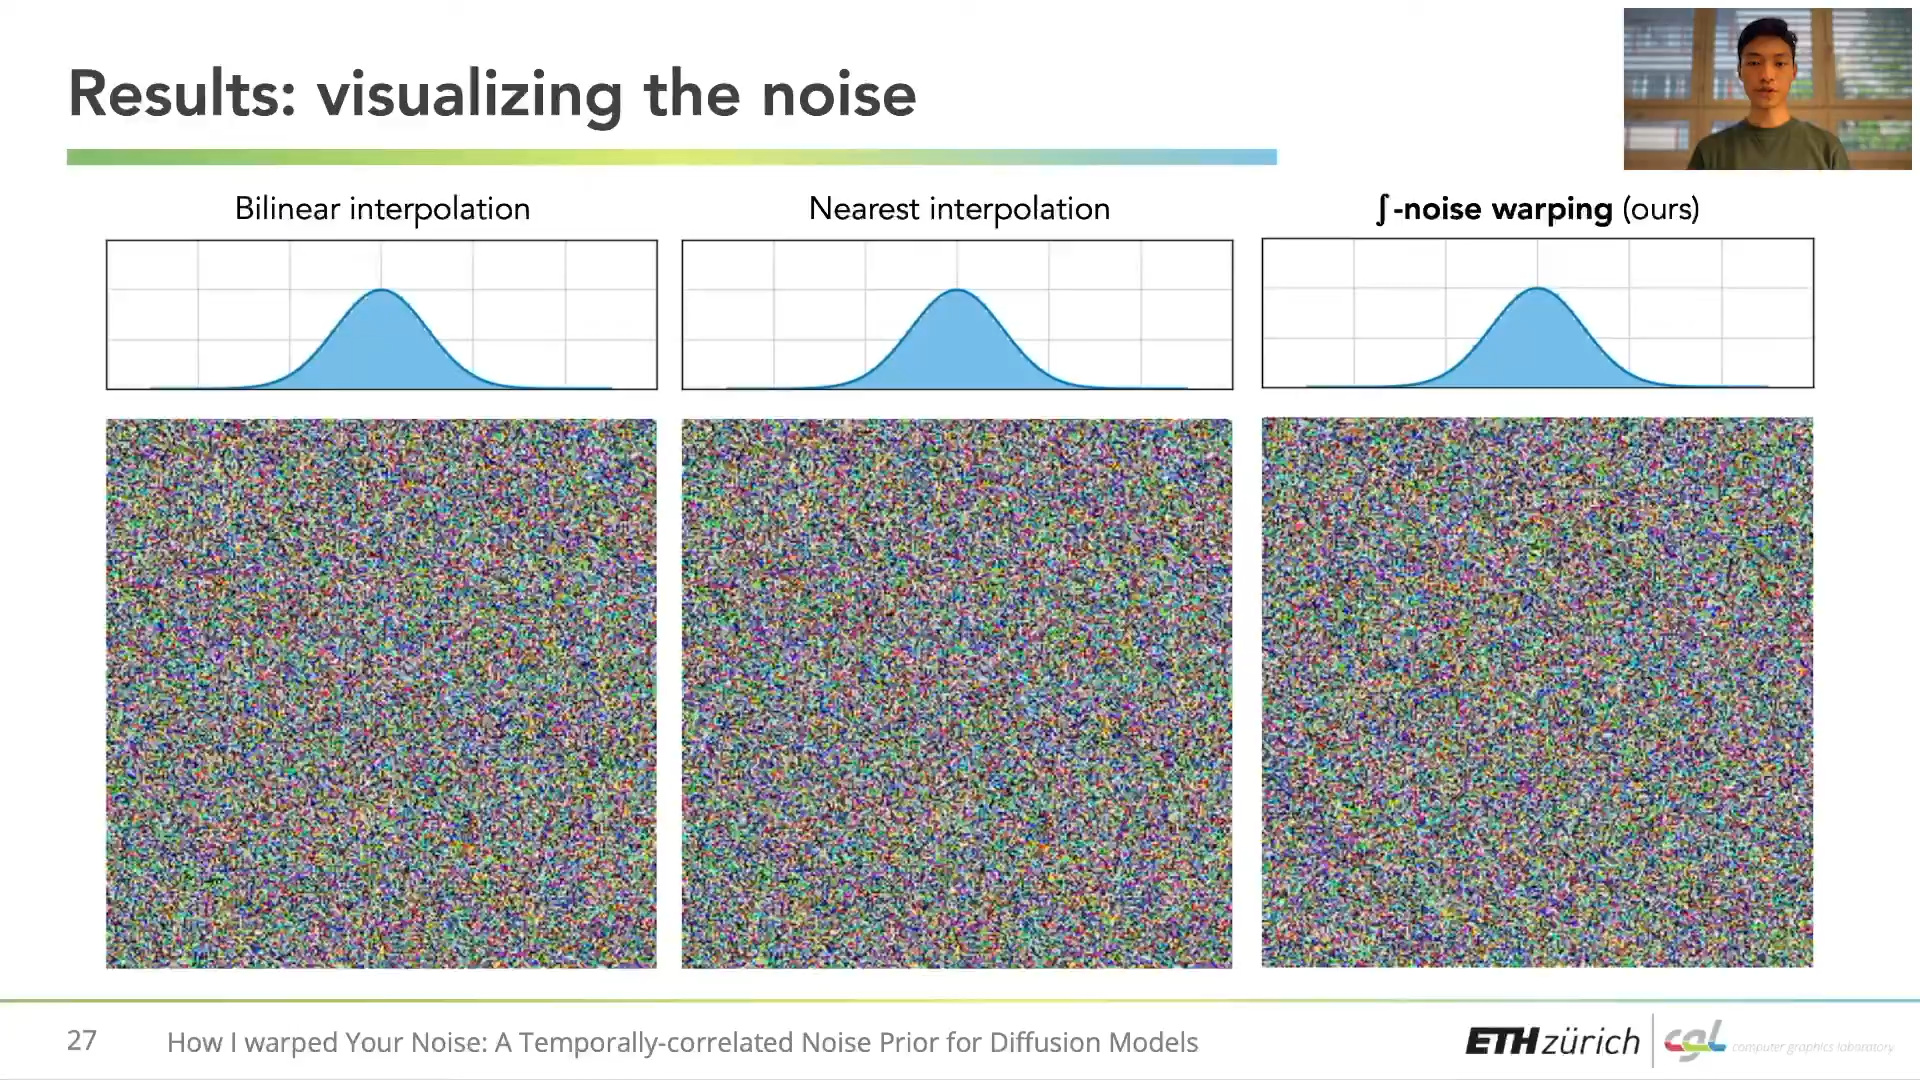 Results: visualizing the noise
Bilinear interpolation
Nearest interpolation
∫-noise warping (ours)
27
How I warped Your Noise: A Temporally-correlated Noise Prior for Diffusion Models
ETH zürich
cgl
computer graphics laboratory